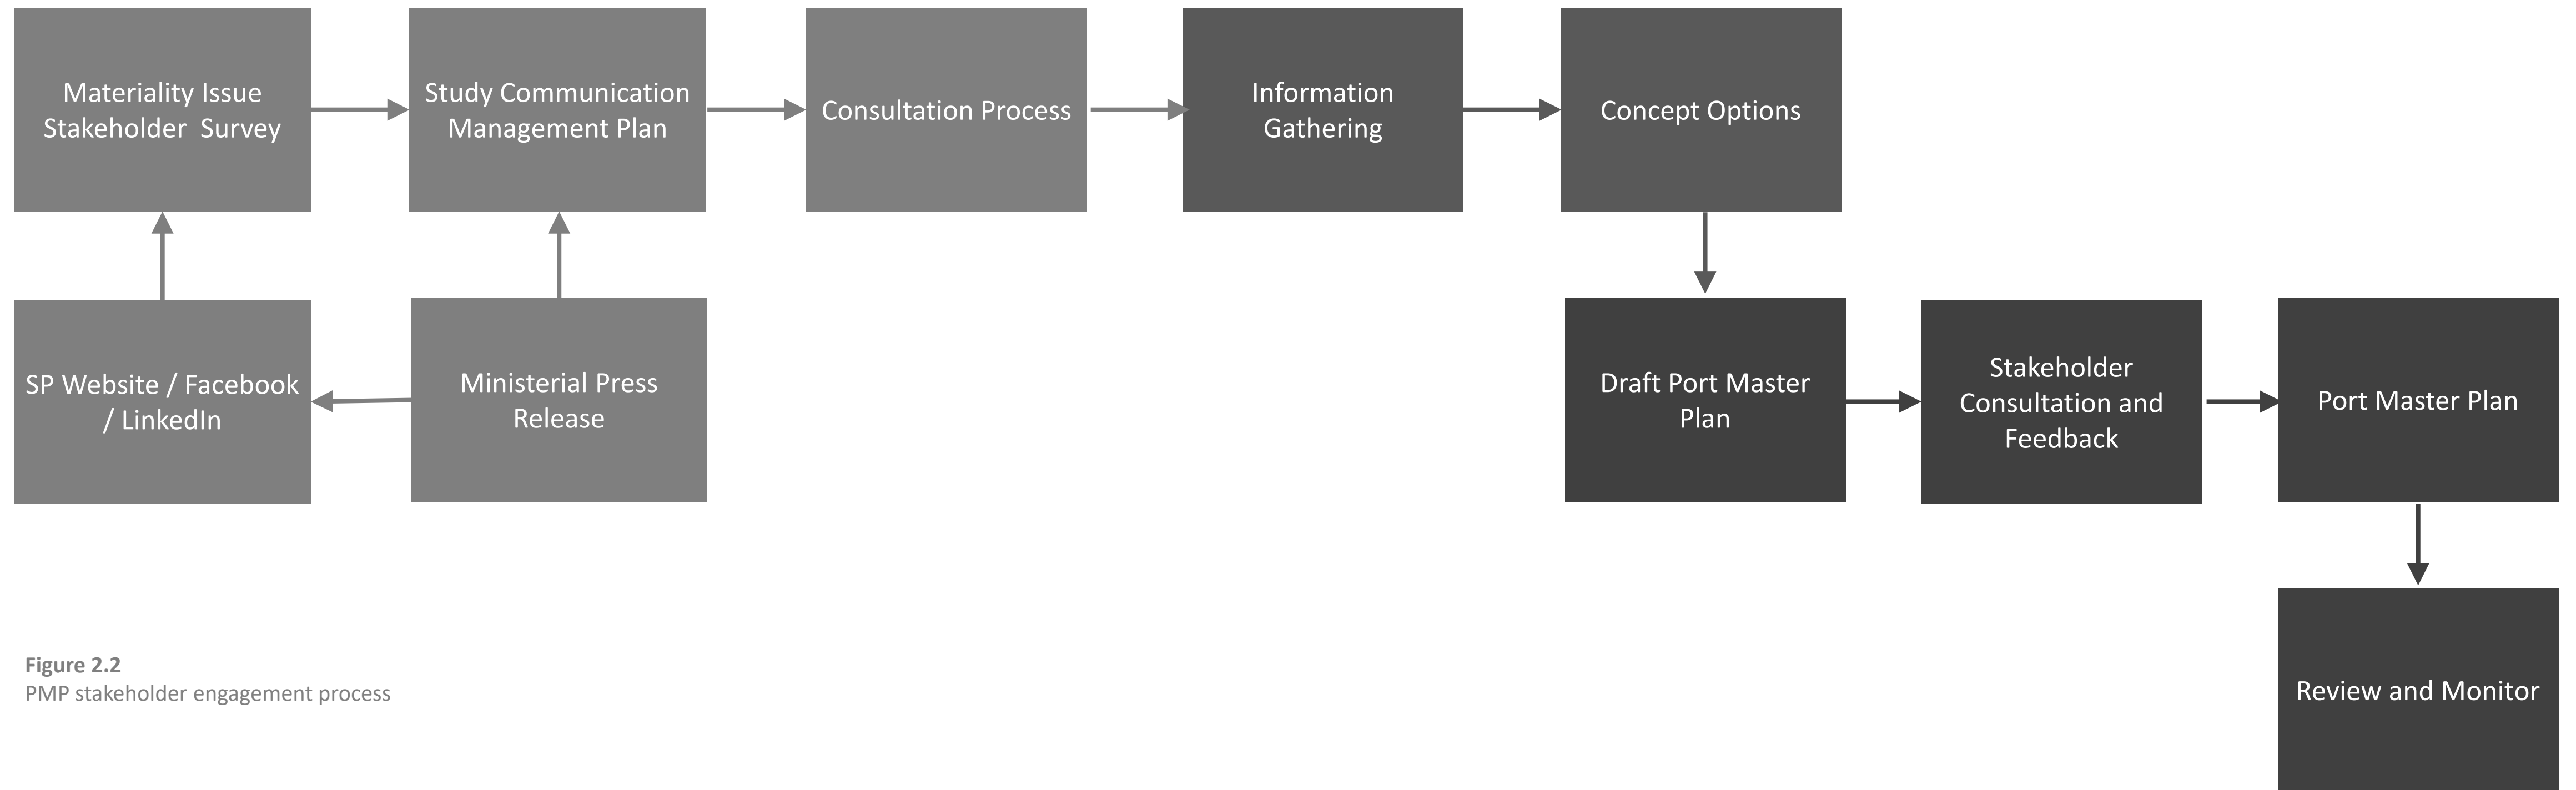 Materiality Issue
Stakeholder  Survey
Study Communication
Management Plan
Consultation Process
Information
Gathering
Concept Options
SP Website / Facebook
/ LinkedIn
Ministerial Press
Release
Draft Port Master
Plan
Stakeholder
Consultation and
Feedback
Port Master Plan
Review and Monitor
Figure 2.2
PMP stakeholder engagement process